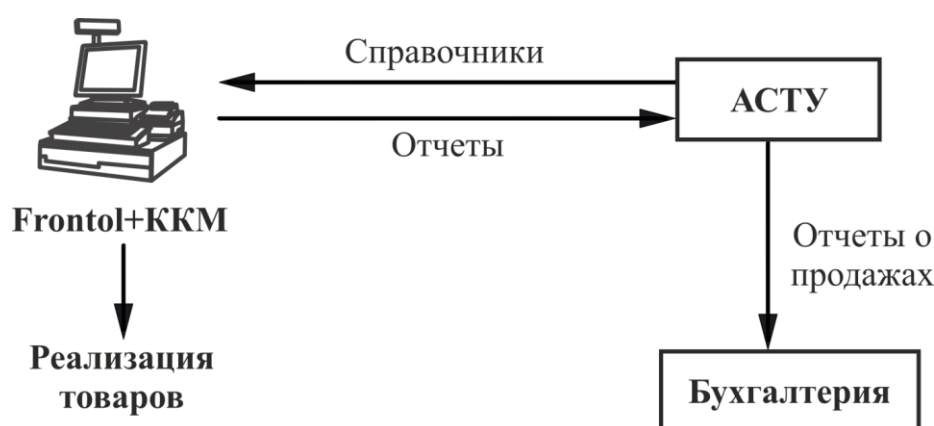 Справочники
АСТУ
Отчеты
Frontol+ККМ
Отчеты о
продажах
Реализация
товаров
Бухгалтерия